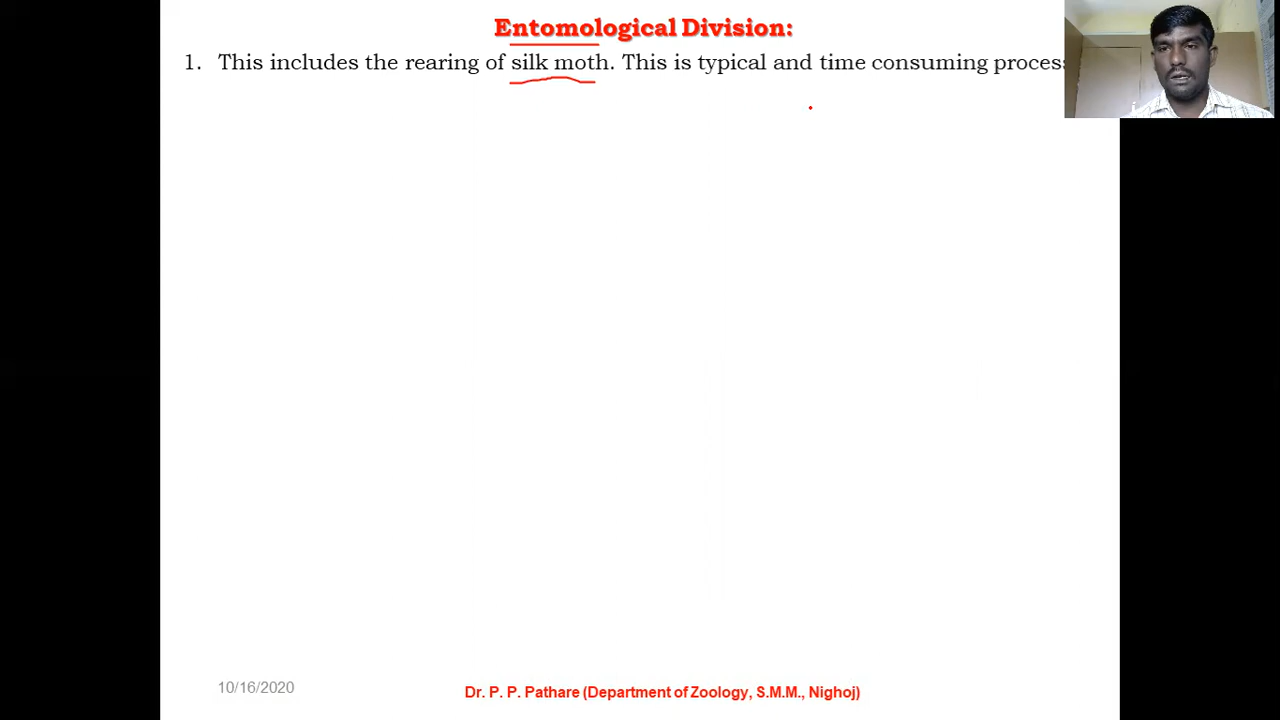 Entomological Division:
1. This includes the rearing of silk moth. This is typical and time consuming process
10/16/2020
Dr. P. P. Pathare (Department of Zoology, S.M.M., Nighoj)